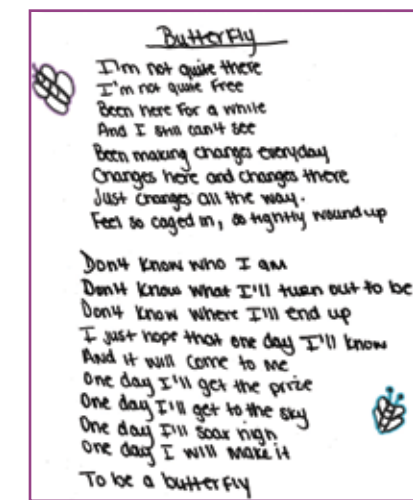 Butterfly
I'm not quite there
I'm not quite free
Been here for a while
And I still can't see
Been making changes everyday
Changes here and changes there
Just changes all the way.
Feel so caged in, so tightly wound up
Don't know who I am
Don't know what I'll turn out to be
Don't know where I'll end up
I just hope that one day I'll know
And it will come to me
One day I'll get the prize
One day I'll get to the sky
One day I'll soar high
One day I will make it
To be a butterfly